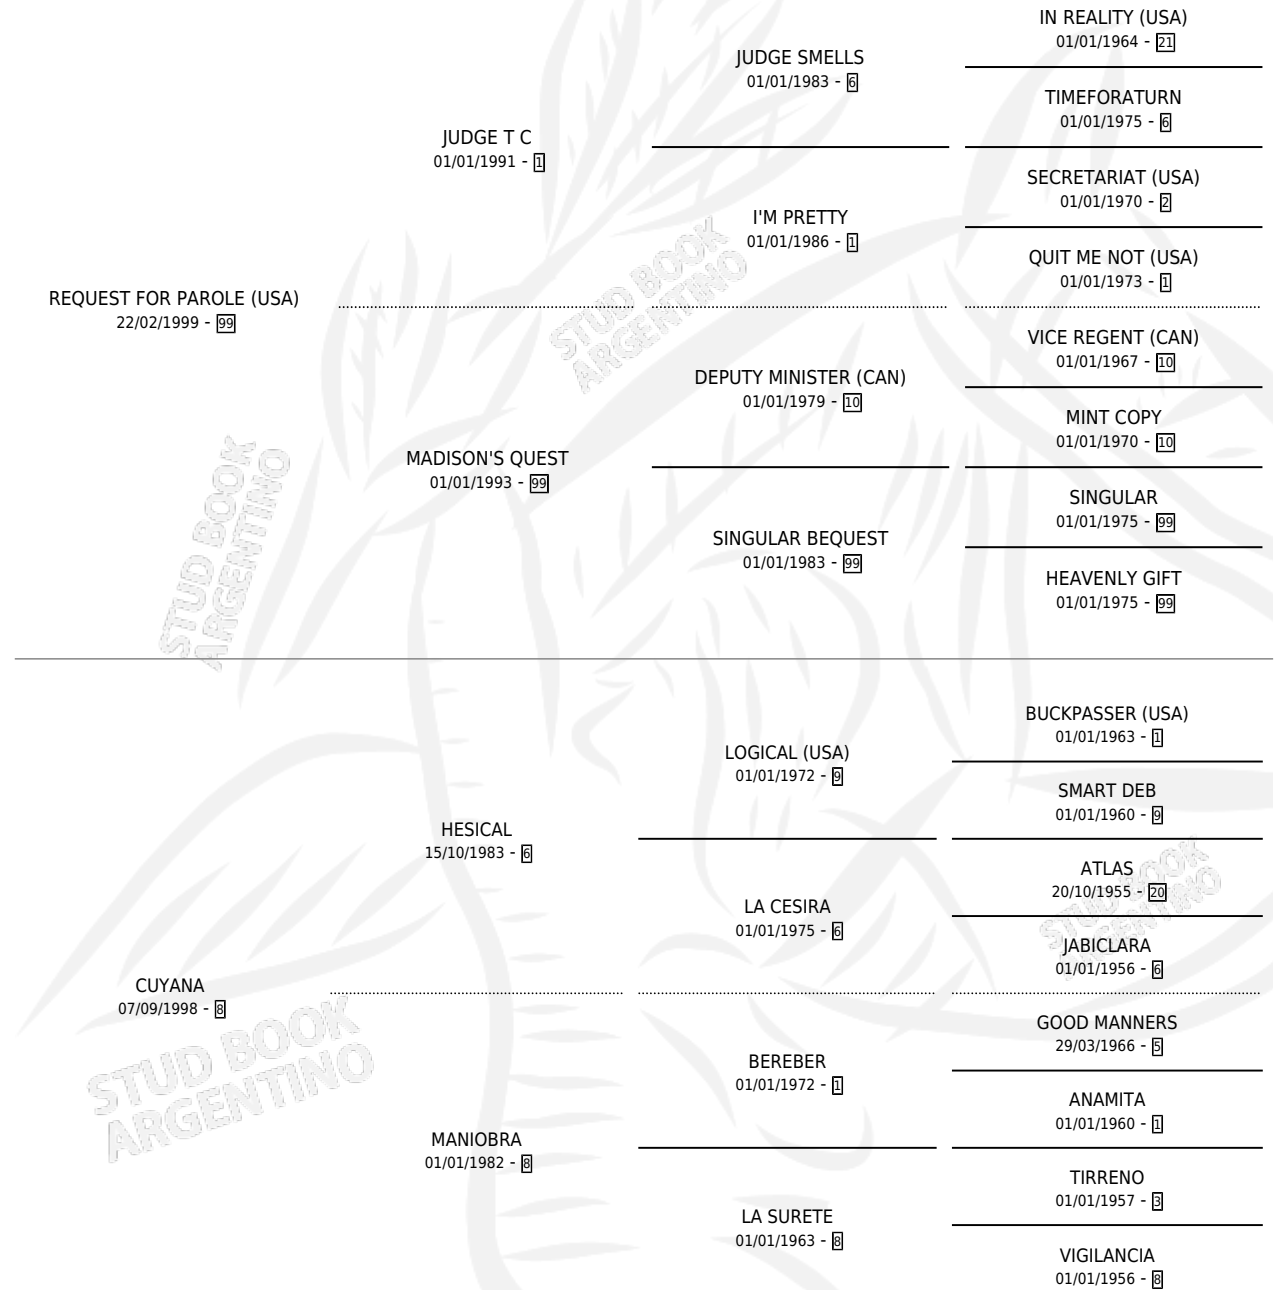 IN REALITY (USA)
01/01/1964 - 21
JUDGE SMELLS
01/01/1983 - 6
TIMEFORATURN
01/01/1975 - 6
JUDGE T C
01/01/1991 - 1
SECRETARIAT (USA)
01/01/1970 - 2
I'M PRETTY
01/01/1986 - 1
QUIT ME NOT (USA)
01/01/1973 - 1
REQUEST FOR PAROLE (USA)
22/02/1999 - 99
STUD BOOK
ARGENTINO
VICE REGENT (CAN)
01/01/1967 - 10
DEPUTY MINISTER (CAN)
01/01/1979 - 10
MINT COPY
01/01/1970 - 10
MADISON'S QUEST
01/01/1993 - 99
SINGULAR
01/01/1975 - 99
SINGULAR BEQUEST
01/01/1983 - 99
HEAVENLY GIFT
01/01/1975 - 99
STUD BOOK
ARGENTINO
BUCKPASSER (USA)
01/01/1963 - 1
LOGICAL (USA)
01/01/1972 - 9
SMART DEB
01/01/1960 - 9
HESICAL
15/10/1983 - 6
ATLAS
20/10/1955 - 20
LA CESIRA
01/01/1975 - 6
STUD BOOK
ARGENTINO
JABICLARA
01/01/1956 - 6
CUYANA
07/09/1998 - 8
GOOD MANNERS
29/03/1966 - 5
BEREBER
01/01/1972 - 1
ANAMITA
01/01/1960 - 1
STUD BOOK
ARGENTINO
MANIOBRA
01/01/1982 - 8
TIRRENO
01/01/1957 - 3
LA SURETE
01/01/1963 - 8
VIGILANCIA
01/01/1956 - 8